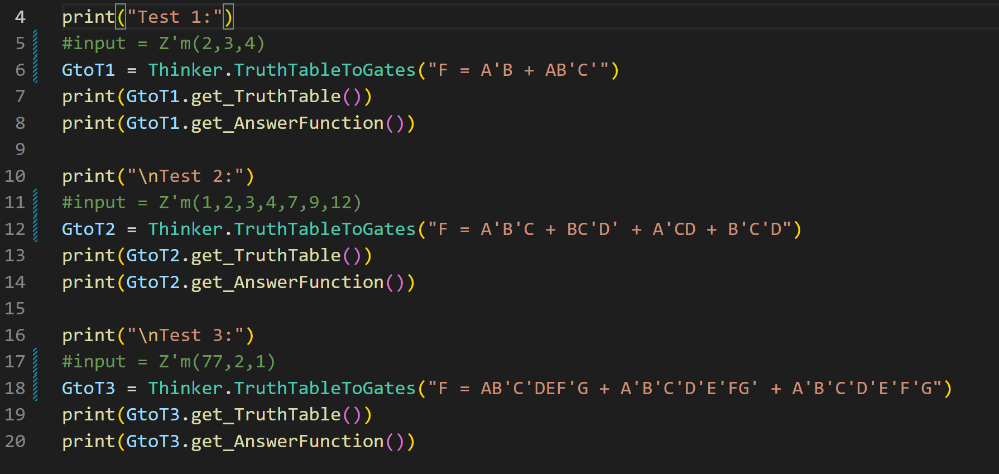 4 print("Test 1:")
5 #input = Z'm(2,3,4)
6 GtoT1 = Thinker.TruthTableToGates("F = A'B + AB'C'")
7 print(GtoT1.get_TruthTable())
8 print(GtoT1.get_AnswerFunction())
9
10 print("\nTest 2:")
11 #input = Z'm(1,2,3,4,7,9,12)
12 GtoT2 = Thinker.TruthTableToGates("F = A'B'C + BC'D' + A'CD + B'C'D")
13 print(GtoT2.get_TruthTable())
14 print(GtoT2.get_AnswerFunction())
15
16 print("\nTest 3:")
17 #input = Z'm(77,2,1)
18 GtoT3 = Thinker.TruthTableToGates("F = AB'C'DEF'G + A'B'C'D'E'FG' + A'B'C'D'E'F'G")
19 print(GtoT3.get_TruthTable())
20 print(GtoT3.get_AnswerFunction())